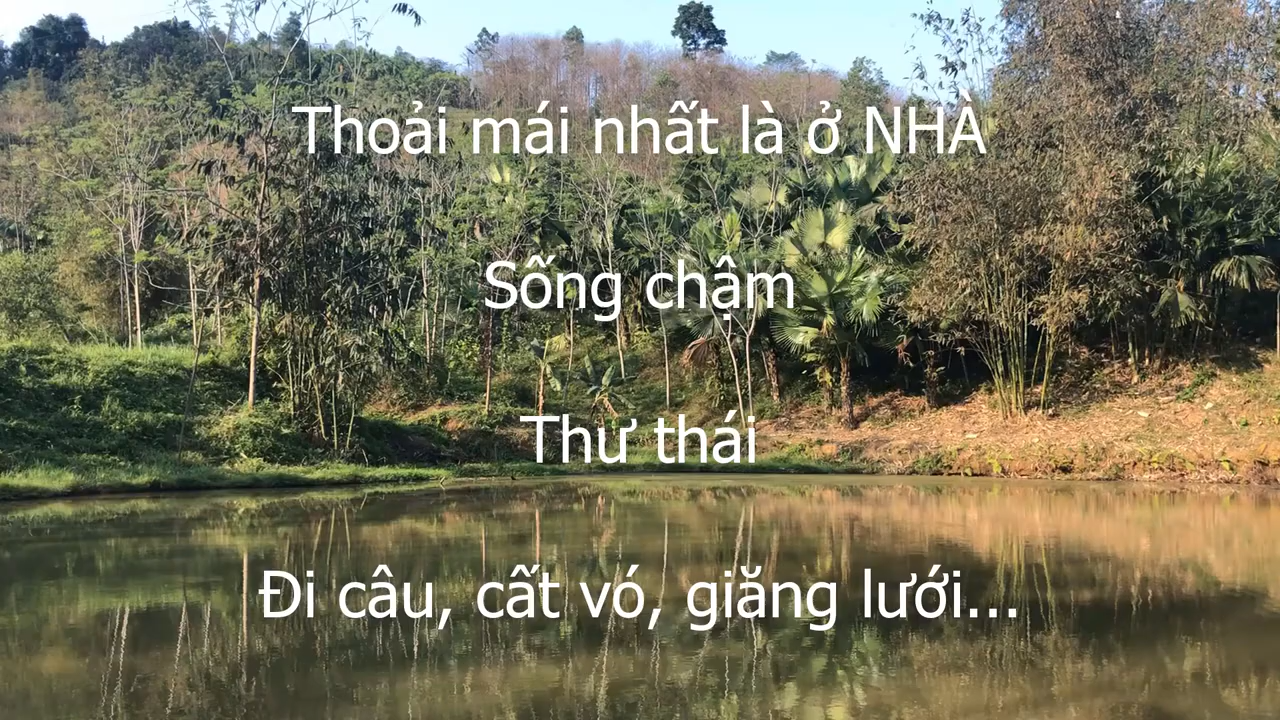 Thoải mái nhất là ở NHÀ
Sống chậm
Thư thái
Đi câu, cất vó, giăng lưới...